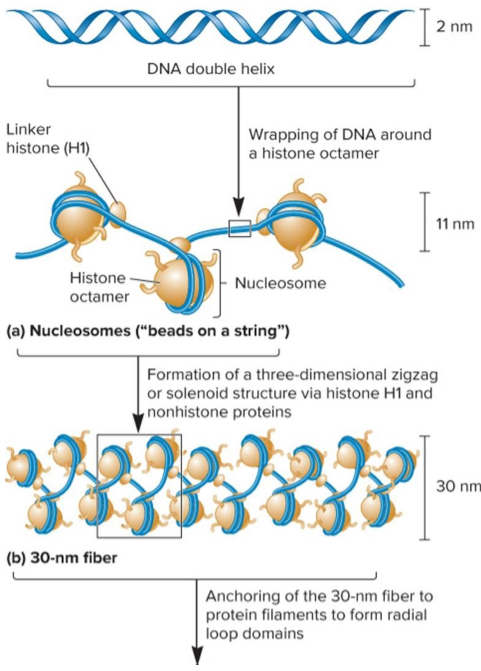 2 nm
DNA double helix
Linker
histone (H1)
Wrapping of DNA around
a histone octamer
11 nm
Histone
octamer
Nucleosome
(a) Nucleosomes (“beads on a string”)
Formation of a three-dimensional zigzag
or solenoid structure via histone H1 and
nonhistone proteins
30 nm
(b) 30-nm fiber
Anchoring of the 30-nm fiber to
protein filaments to form radial
loop domains